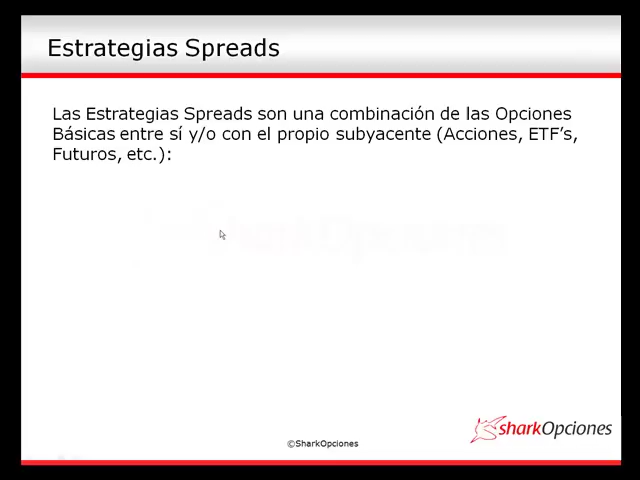 Estrategias Spreads
Las Estrategias Spreads son una combinación de las Opciones
Básicas entre sí y/o con el propio subyacente (Acciones, ETF's,
Futuros, etc.):
sharkOpciones
©SharkOpciones